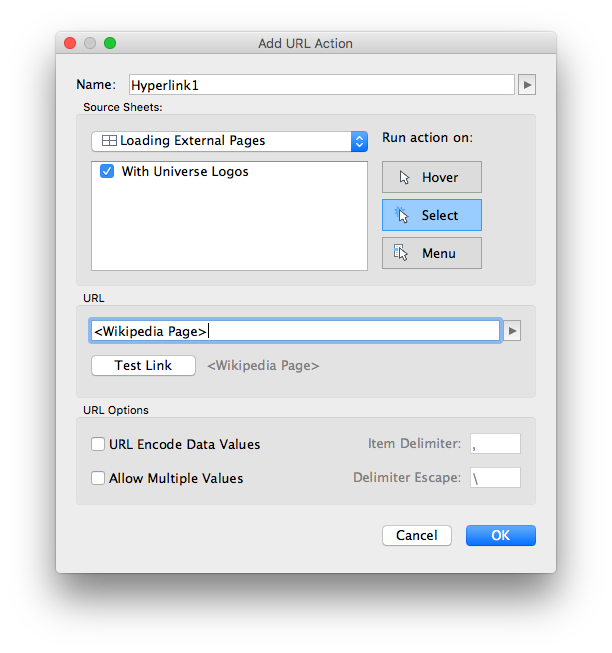 Add URL Action
Name: Hyperlink1
Source Sheets:
Loading External Pages
Run action on:
With Universe Logos
Hover
Select
Menu
URL
<Wikipedia Page>
Test Link <Wikipedia Page>
URL Options
URL Encode Data Values Item Delimiter: ,
Allow Multiple Values Delimiter Escape: \
Cancel OK